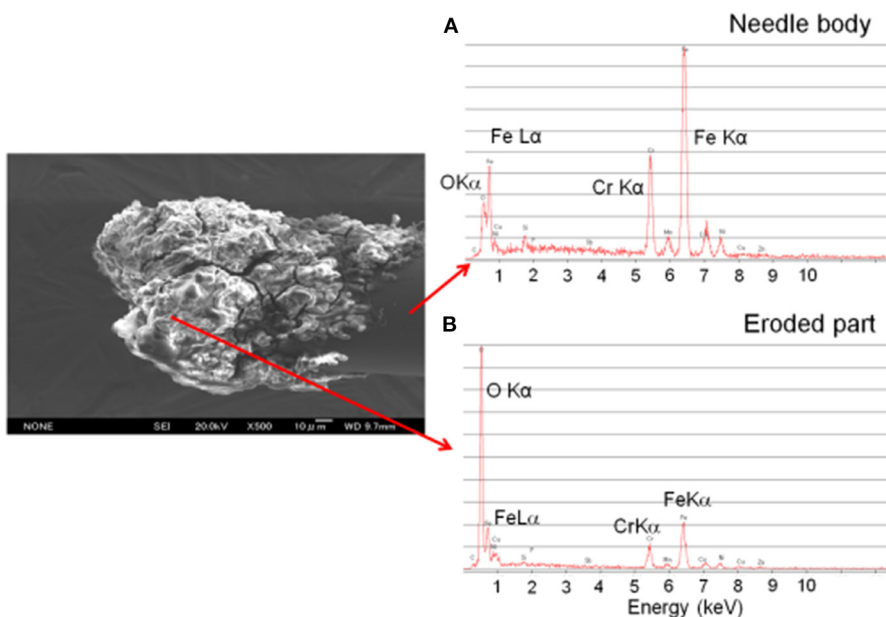 A
Needle body
Fe Lα
Fe Kα
OKα
Cr Kα
1 2 3 4 5 6 7 8 9 10
NONE SEI 20.0kV X500 10μm WD 9.7mm
B
Eroded part
O Kα
FeKα
FeLα
CrKα
1 2 3 4 5 6 7 8 9 10
Energy (keV)